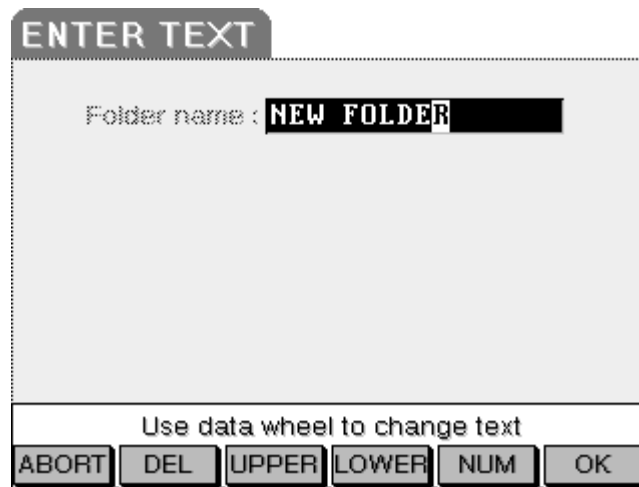 ENTER TEXT
Folder name : NEW FOLDER
Use data wheel to change text
ABORT DEL UPPER LOWER NUM OK